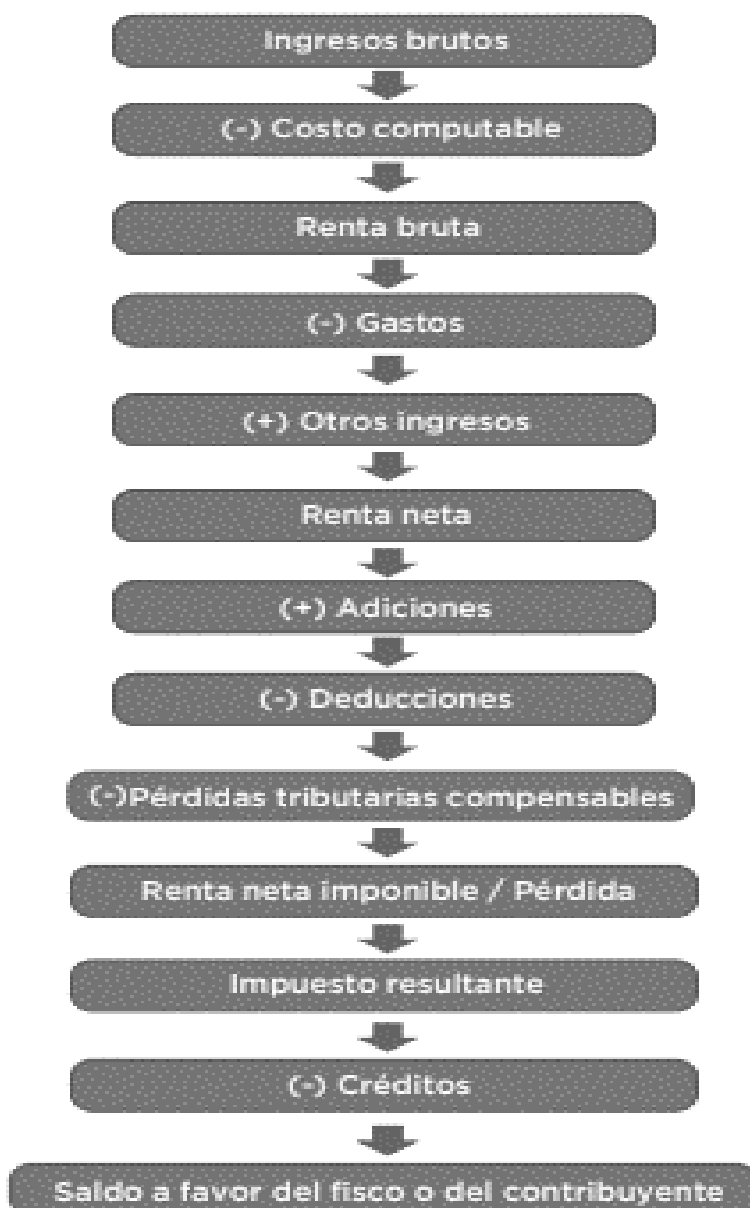 Ingresos brutos
(-) Costo computable
Renta bruta
(-) Gastos
(+) Otros ingresos
Renta neta
(+) Adiciones
(-) Deducciones
(-)Pérdidas tributarias compensables
Renta neta imponible / Pérdida
Impuesto resultante
(-) Créditos
Saldo a favor del fisco o del contribuyente